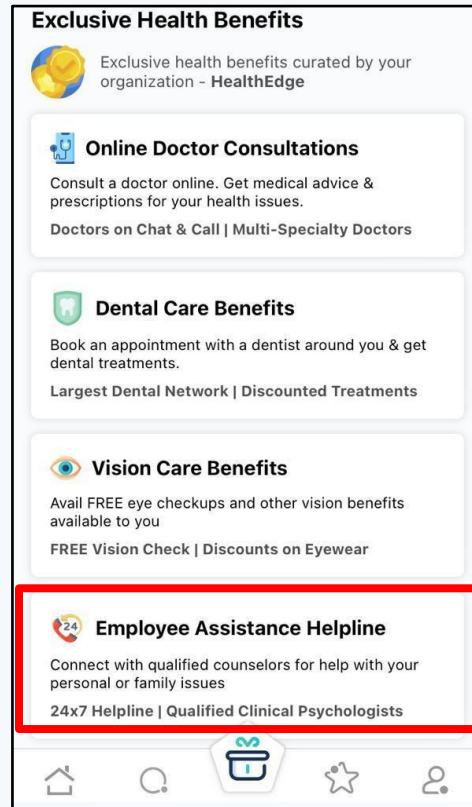 Exclusive Health Benefits
Exclusive health benefits curated by your
organization - HealthEdge
Online Doctor Consultations
Consult a doctor online. Get medical advice &
prescriptions for your health issues.
Doctors on Chat & Call | Multi-Specialty Doctors
Dental Care Benefits
Book an appointment with a dentist around you & get
dental treatments.
Largest Dental Network | Discounted Treatments
Vision Care Benefits
Avail FREE eye checkups and other vision benefits
available to you
FREE Vision Check | Discounts on Eyewear
24
Employee Assistance Helpline
Connect with qualified counselors for help with your
personal or family issues
24x7 Helpline | Qualified Clinical Psychologists